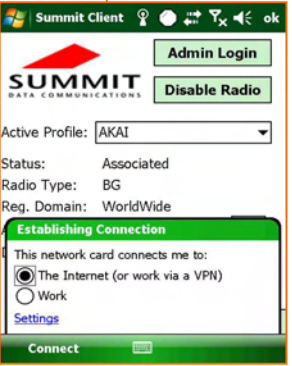 Summit Client ok
Admin Login
SUMMIT
DATA COMMUNICATIONS
Disable Radio
Active Profile: AKAI
Status: Associated
Radio Type: BG
Reg. Domain: WorldWide
Establishing Connection
This network card connects me to:
The Internet (or work via a VPN)
Work
Settings
Connect